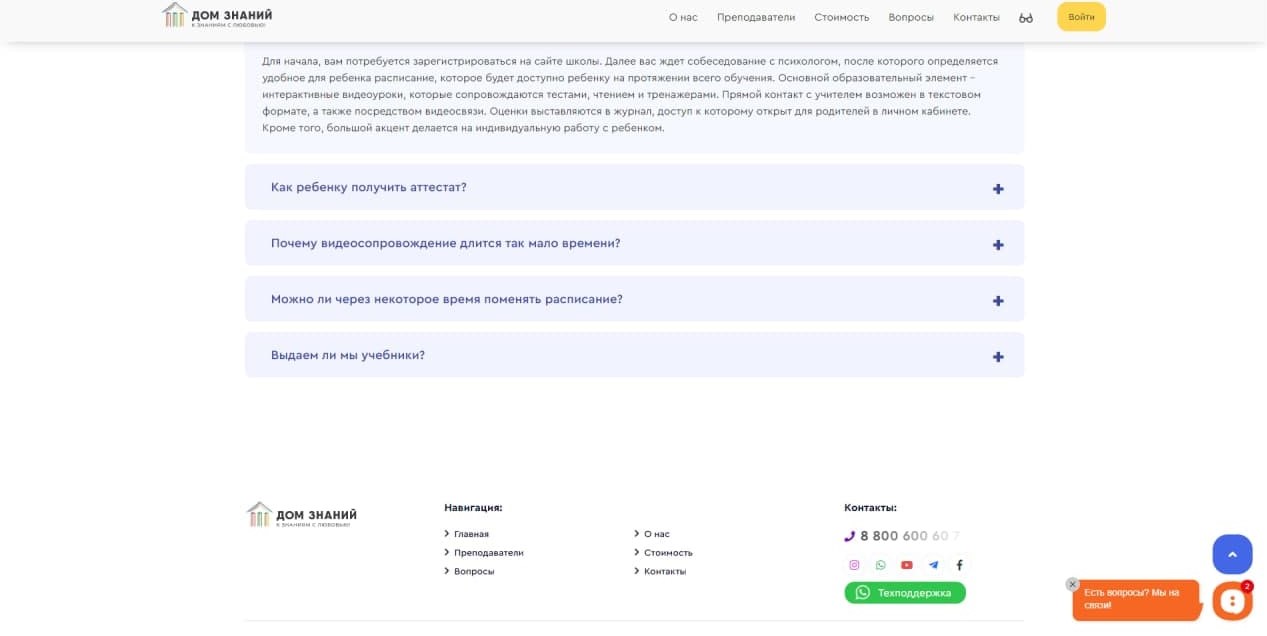 ДОМ ЗНАНИЙ
К ЗНАНИЯМ С ЛЮБОВЬЮ!
О нас Преподаватели Стоимость Вопросы Контакты Войти
Для начала, вам потребуется зарегистрироваться на сайте школы. Далее вас ждет собеседование с психологом, после которого определяется
удобное для ребенка расписание, которое будет доступно ребенку на протяжении всего обучения. Основной образовательный элемент –
интерактивные видеоуроки, которые сопровождаются тестами, чтением и тренажерами. Прямой контакт с учителем возможен в текстовом
формате, а также посредством видеосвязи. Оценки выставляются в журнал, доступ к которому открыт для родителей в личном кабинете.
Кроме того, большой акцент делается на индивидуальную работу с ребенком.
Как ребенку получить аттестат?
Почему видеосопровождение длится так мало времени?
Можно ли через некоторое время поменять расписание?
Выдаем ли мы учебники?
ДОМ ЗНАНИЙ
К ЗНАНИЯМ С ЛЮБОВЬЮ!
Навигация:
Главная
Преподаватели
Вопросы
О нас
Стоимость
Контакты
Контакты:
8 800 600 60 7
Техподдержка
Есть вопросы? Мы на
связи!
2